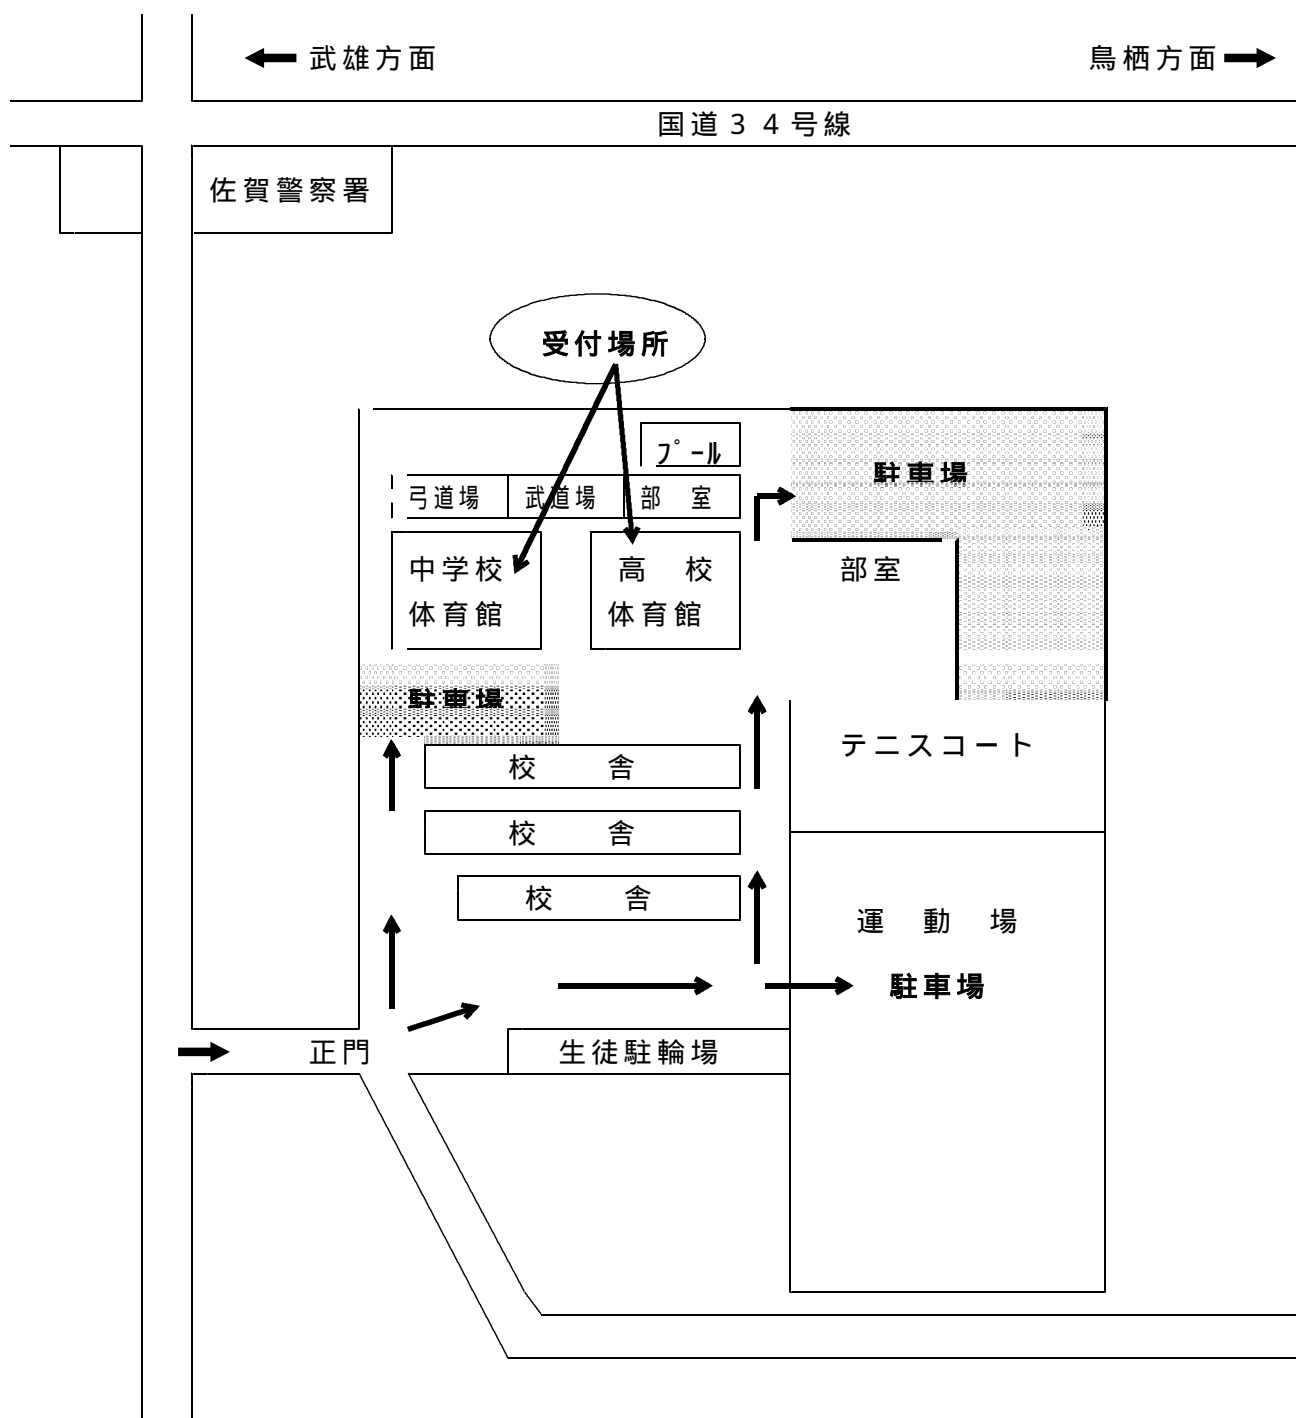 武雄方面
鳥栖方面
国道３４号線
佐賀警察署
受付場所
ﾌﾟｰﾙ
駐車場
弓道場
武道場
部　室
中学校
体育館
高　校
体育館
部室
駐車場
テニスコート
校　　舎
校　　舎
校　　舎
運　動　場
駐車場
正門
生徒駐輪場